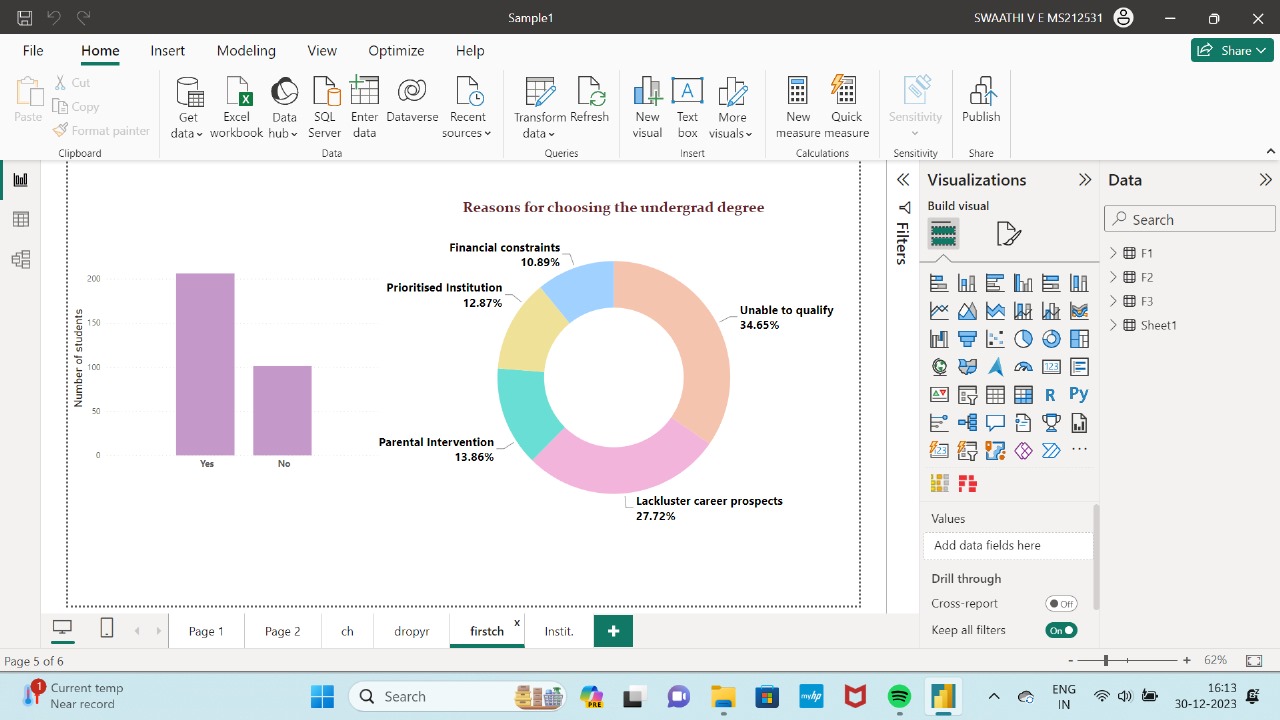 Sample1
SWAATHI V E MS212531
File
Home
Insert
Modeling
View
Optimize
Help
Share
Paste
Cut
Copy
Format painter
Clipboard
Get data
Excel workbook
Data hub
SQL Server
Enter data
Dataverse
Recent sources
Data
Transform data
Refresh
Queries
New visual
Text box
More visuals
Insert
New measure
Quick measure
Calculations
Sensitivity
Sensitivity
Publish
Share
Reasons for choosing the undergrad degree
Financial constraints
10.89%
Prioritised Institution
12.87%
Unable to qualify
34.65%
Parental Intervention
13.86%
Lackluster career prospects
27.72%
Number of students
200
150
100
50
0
Yes
No
Filters
Visualizations
Build visual
123
R
Py
123
Values
Add data fields here
Drill through
Cross-report
Off
Keep all filters
On
Data
Search
F1
F2
F3
Sheet1
Page 1
Page 2
ch
dropyr
firstch
x
Instit.
+
Page 5 of 6
- + 62%
1
Current temp
Near record
Search
PRE
myhp
ENG
IN
16:13
30-12-2023